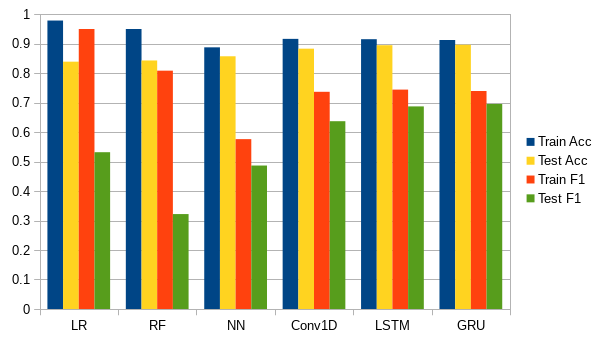 1
0.9
0.8
0.7
0.6
0.5
0.4
0.3
0.2
0.1
0
LR RF NN Conv1D LSTM GRU
Train Acc
Test Acc
Train F1
Test F1